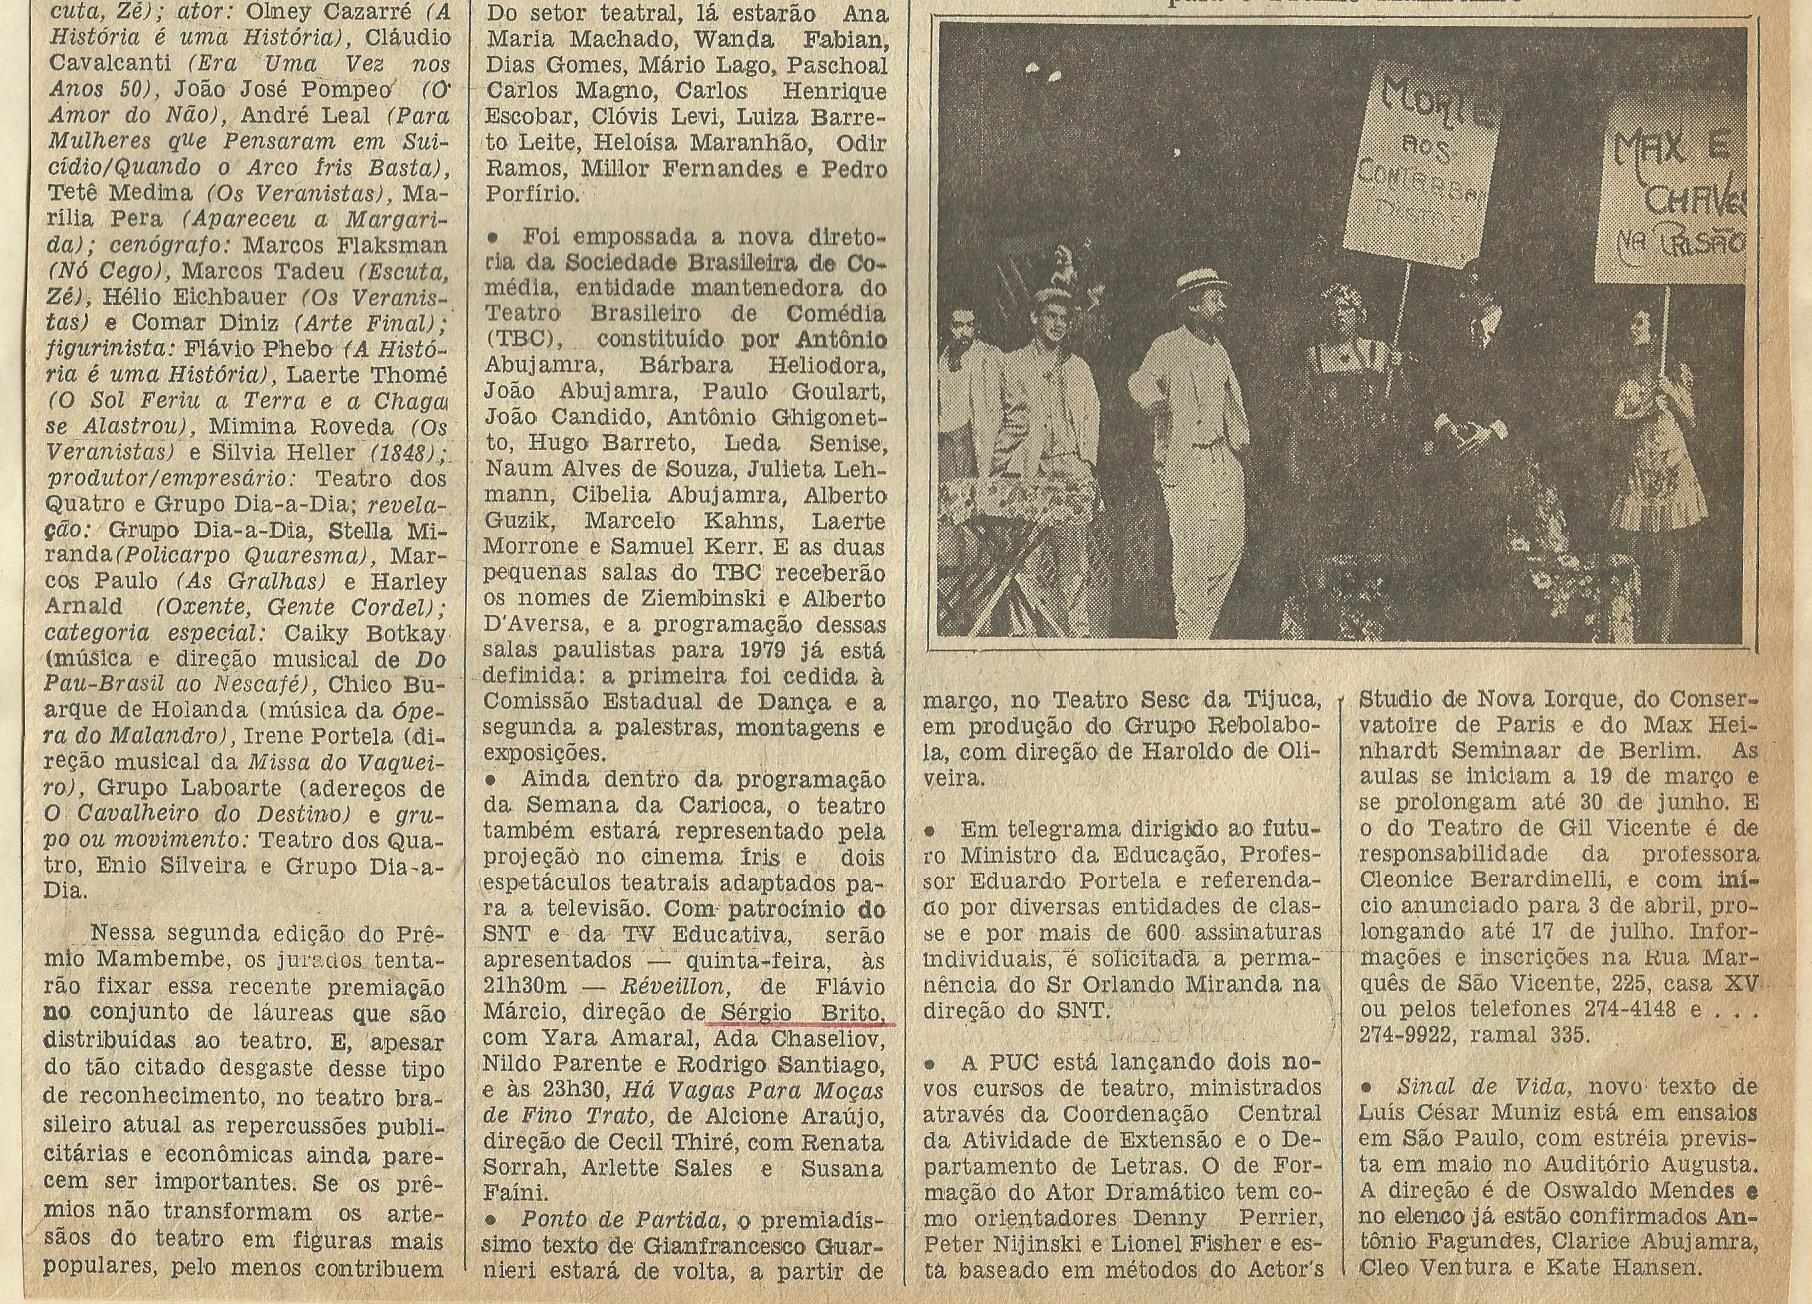 cuta, Zé); ator: Olney Cazarré (A
História é uma História), Cláudio
Cavalcanti (Era Uma Vez nos
Anos 50), João José Pompeo (O
Amor do Não), André Leal (Para
Mulheres que Pensaram em Sui-
cídio/Quando o Arco Íris Basta),
Tetê Medina (Os Veranistas), Ma-
rília Pera (Apareceu a Margari-
da); cenógrafo: Marcos Flaksman
(Nó Cego), Marcos Tadeu (Escuta,
Zé), Hélio Eichbauer (Os Veranis-
tas) e Comar Diniz (Arte Final);
figurinista: Flávio Phebo (A Histó-
ria é uma História), Laerte Thomé
(O Sol Feriu a Terra e a Chaga
se Alastrou), Mimina Roveda (Os
Veranistas) e Silvia Heller (1848);
produtor/empresário: Teatro dos
Quatro e Grupo Dia-a-Dia; revela-
ção: Grupo Dia-a-Dia, Stella Mi-
randa (Policarpo Quaresma), Mar-
cos Paulo (As Gralhas) e Harley
Arnald (Oxente, Gente Cordel);
categoria especial: Caiky Botkay
(música e direção musical de Do
Pau-Brasil ao Nescafé), Chico Bu-
arque de Holanda (música da Ópe-
ra do Malandro), Irene Portela (di-
reção musical da Missa do Vaquei-
ro), Grupo Laboarte (adereços de
O Cavalheiro do Destino) e gru-
po ou movimento: Teatro dos Qua-
tro, Enio Silveira e Grupo Dia-a-
Dia.
Nessa segunda edição do Prê-
mio Mambembe, os jurados tenta-
rão fixar essa recente premiação
no conjunto de láureas que são
distribuídas ao teatro. E, apesar
do tão citado desgaste desse tipo
de reconhecimento, no teatro bra-
sileiro atual as repercussões publi-
citárias e econômicas ainda pare-
cem ser importantes. Se os prê-
mios não transformam os arte-
sãos do teatro em figuras mais
populares, pelo menos contribuem
Do setor teatral, lá estarão Ana
Maria Machado, Wanda Fabian,
Dias Gomes, Mário Lago, Paschoal
Carlos Magno, Carlos Henrique
Escobar, Clóvis Levi, Luiza Barre-
to Leite, Heloísa Maranhão, Odir
Ramos, Millor Fernandes e Pedro
Porfírio.
● Foi empossada a nova direto-
ria da Sociedade Brasileira de Co-
média, entidade mantenedora do
Teatro Brasileiro de Comédia
(TBC), constituído por Antônio
Abujamra, Bárbara Heliodora,
João Abujamra, Paulo Goulart,
João Candido, Antônio Ghigonet-
to, Hugo Barreto, Leda Senise,
Naum Alves de Souza, Julieta Leh-
mann, Cibelia Abujamra, Alberto
Guzik, Marcelo Kahns, Laerte
Morrone e Samuel Kerr. E as duas
pequenas salas do TBC receberão
os nomes de Ziembinski e Alberto
D'Aversa, e a programação dessas
salas paulistas para 1979 já está
definida: a primeira foi cedida à
Comissão Estadual de Dança e a
segunda a palestras, montagens e
exposições.
● Ainda dentro da programação
da Semana da Carioca, o teatro
também estará representado pela
projeção no cinema Íris e dois
espetáculos teatrais adaptados pa-
ra a televisão. Com patrocínio do
SNT e da TV Educativa, serão
apresentados — quinta-feira, às
21h30m — Réveillon, de Flávio
Márcio, direção de Sérgio Brito,
com Yara Amaral, Ada Chaseliov,
Nildo Parente e Rodrigo Santiago,
e às 23h30, Há Vagas Para Moças
de Fino Trato, de Alcione Araújo,
direção de Cecil Thiré, com Renata
Sorrah, Arlette Sales e Susana
Faíni.
● Ponto de Partida, o premiadís-
simo texto de Gianfrancesco Guar-
nieri estará de volta, a partir de
MORTE
AOS
MAX E
CHAVES
NA PRISÃO
março, no Teatro Sesc da Tijuca,
em produção do Grupo Rebolabo-
la, com direção de Haroldo de Oli-
veira.
● Em telegrama dirigido ao futu-
ro Ministro da Educação, Profes-
sor Eduardo Portela e referenda-
do por diversas entidades de clas-
se e por mais de 600 assinaturas
individuais, é solicitada a perma-
nência do Sr Orlando Miranda na
direção do SNT.
● A PUC está lançando dois no-
vos cursos de teatro, ministrados
através da Coordenação Central
da Atividade de Extensão e o De-
partamento de Letras. O de For-
mação do Ator Dramático tem co-
mo orientadores Denny Perrier,
Peter Nijinski e Lionel Fisher e es-
tá baseado em métodos do Actor's
Studio de Nova Iorque, do Conser-
vatoire de Paris e do Max Hei-
nhardt Seminaar de Berlim. As
aulas se iniciam a 19 de março e
se prolongam até 30 de junho. E
o do Teatro de Gil Vicente é de
responsabilidade da professora
Cleonice Berardinelli, e com iní-
cio anunciado para 3 de abril, pro-
longando até 17 de julho. Infor-
mações e inscrições na Rua Mar-
quês de São Vicente, 225, casa XV
ou pelos telefones 274-4148 e . . .
274-9922, ramal 335.
● Sinal de Vida, novo texto de
Luís César Muniz está em ensaios
em São Paulo, com estréia previs-
ta em maio no Auditório Augusta.
A direção é de Oswaldo Mendes e
no elenco já estão confirmados An-
tônio Fagundes, Clarice Abujamra,
Cleo Ventura e Kate Hansen.